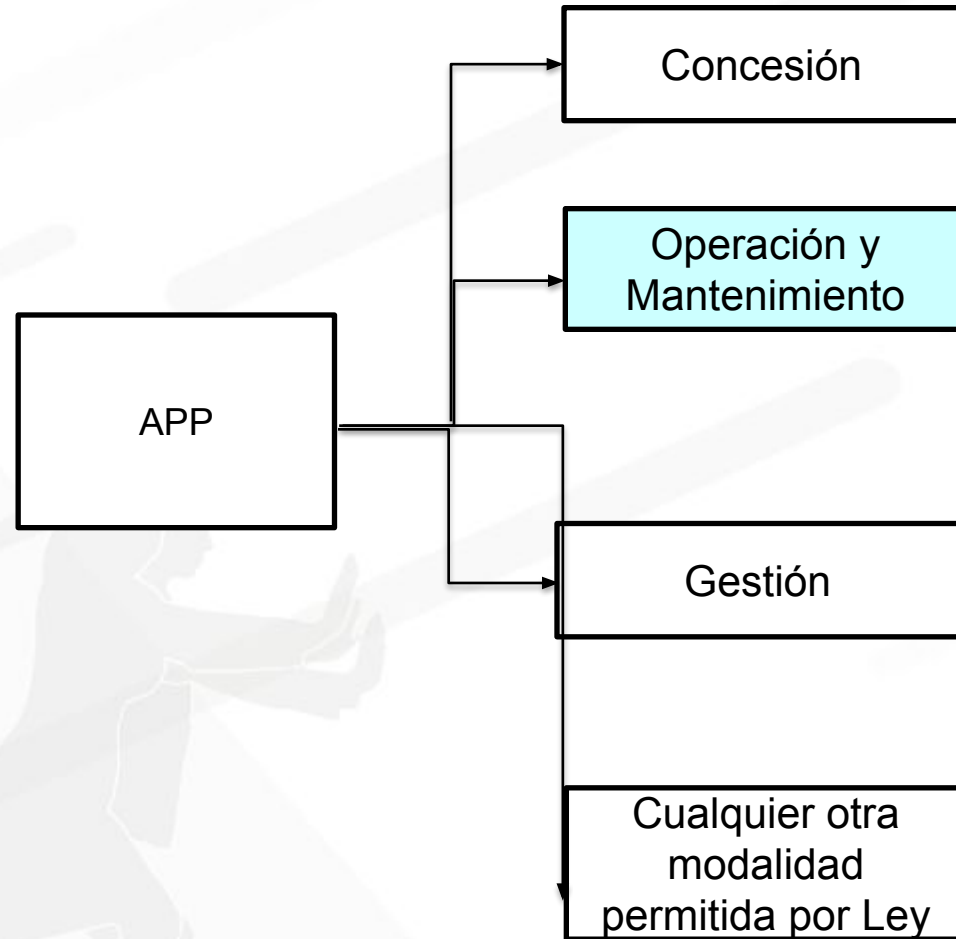 Concesión
Operación y
Mantenimiento
APP
Gestión
Cualquier otra
modalidad
permitida por Ley